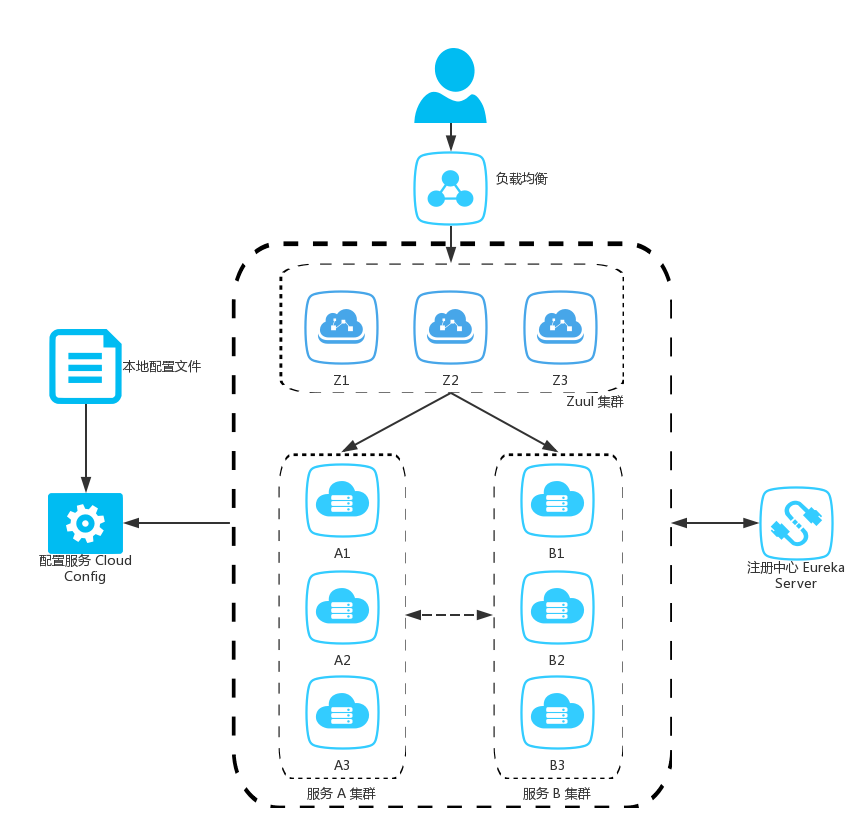 负载均衡
Z1
Z2
Z3
Zuul 集群
本地配置文件
配置服务 Cloud
Config
A1
B1
A2
B2
A3
B3
服务 A 集群
服务 B 集群
注册中心 Eureka
Server